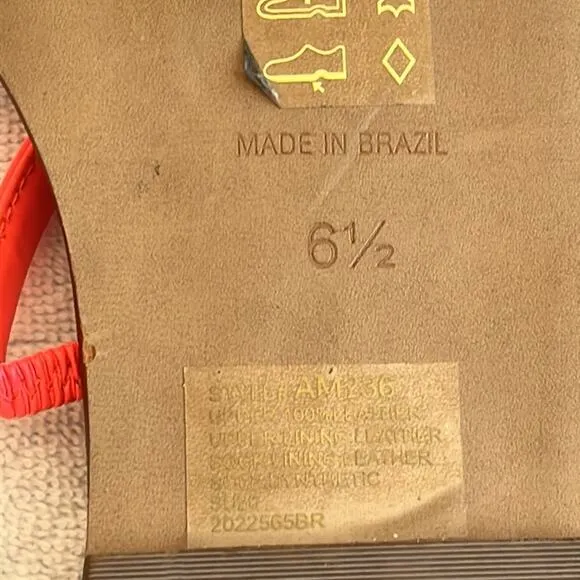 MADE IN BRAZIL
6½
STYLE# AM236
UPPER 100% LEATHER
UPPER LINING LEATHER
SOCK LINING LEATHER
SOLE SYNTHETIC
2022565BR